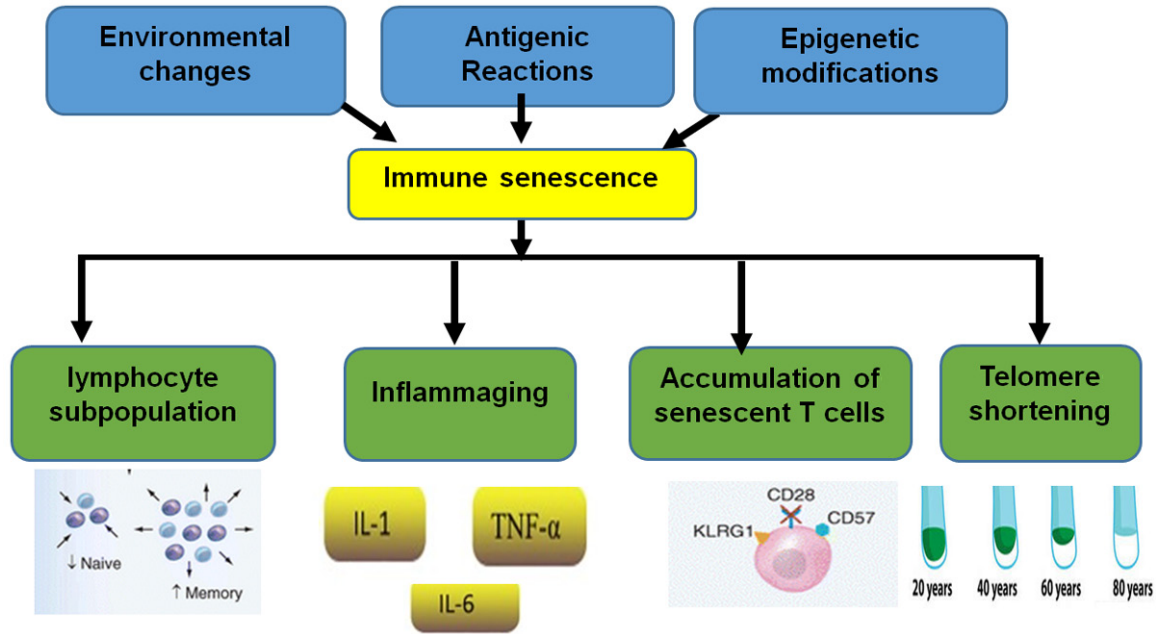 Environmental
changes
Antigenic
Reactions
Epigenetic
modifications
Immune senescence
lymphocyte
subpopulation
Inflammaging
Accumulation of
senescent T cells
Telomere
shortening
↓ Naive
↑ Memory
IL-1
TNF-α
IL-6
CD28
KLRG1
CD57
20 years
40 years
60 years
80 years